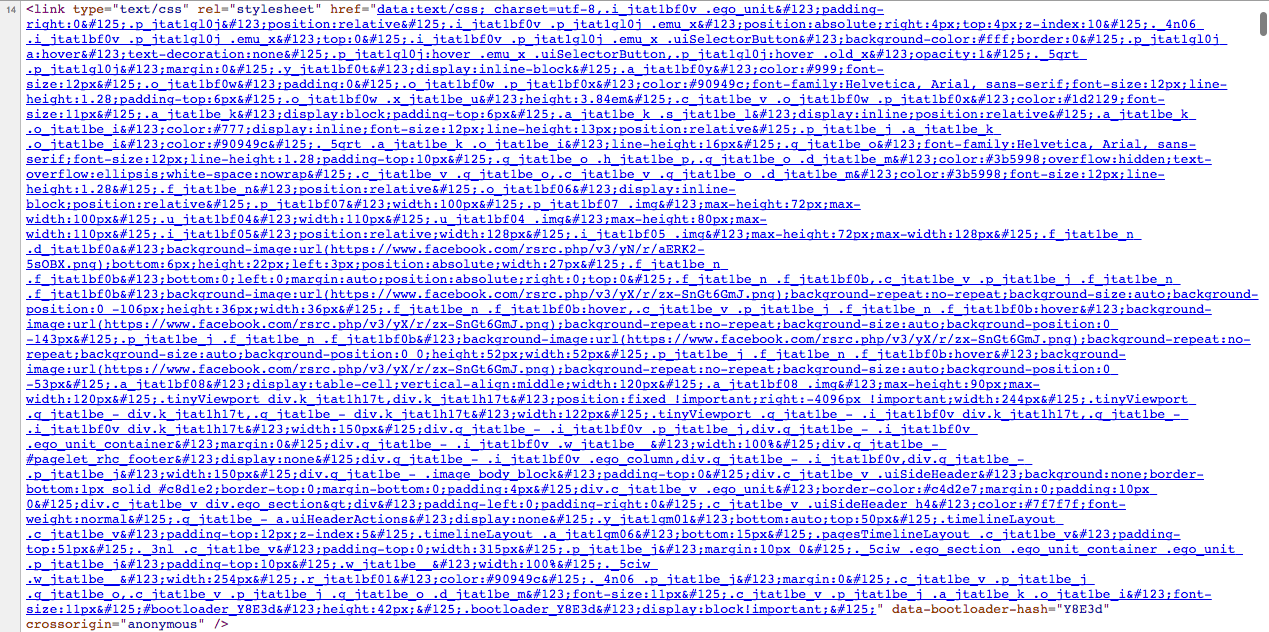 14 <link type="text/css" rel="stylesheet" href="data:text/css; charset=utf-8,.i_jtat1bf0v .ego_unit&#123;padding-
right:0&#125;.i_jtat1bf0v .p_jtat1gl0j&#123;position:relative&#125;.i_jtat1bf0v .p_jtat1gl0j .emu_x&#123;position:absolute;right:4px;top:4px;z-index:10&#125;._4n06
.i_jtat1bf0v .p_jtat1gl0j .emu_x&#123;top:0&#125;.i_jtat1bf0v .p_jtat1gl0j .emu_x .uiSelectorButton&#123;background-color:#fff;border:0&#125;.p_jtat1gl0j
a:hover&#123;text-decoration:none&#125;.p_jtat1gl0j:hover .emu_x .uiSelectorButton,.p_jtat1gl0j:hover .old_x&#123;opacity:1&#125;._5qrt
.p_jtat1gl0j&#123;margin:0&#125;.y_jtat1bf0t&#123;display:inline-block&#125;.a_jtat1bf0y&#123;color:#999;font-
size:12px&#125;.o_jtat1bf0w&#123;padding:0&#125;.o_jtat1bf0w .p_jtat1bf0x&#123;color:#90949c;font-family:Helvetica, Arial, sans-serif;font-size:12px;line-
height:1.28;padding-top:6px&#125;.o_jtat1bf0w .x_jtat1be_u&#123;height:3.84em&#125;.c_jtat1be_v .o_jtat1bf0w .p_jtat1bf0x&#123;color:#1d2129;font-
size:11px&#125;.a_jtat1be_k&#123;display:block;padding-top:6px&#125;.a_jtat1be_k .s_jtat1be_l&#123;display:inline;position:relative&#125;.a_jtat1be_k
.o_jtat1be_i&#123;color:#777;display:inline;font-size:12px;line-height:13px;position:relative&#125;.p_jtat1be_j .a_jtat1be_k
.o_jtat1be_i&#123;color:#90949c&#125;._5qrt .a_jtat1be_k .o_jtat1be_i&#123;line-height:16px&#125;.q_jtat1be_o&#123;font-family:Helvetica, Arial, sans-
serif;font-size:12px;line-height:1.28;padding-top:10px&#125;.q_jtat1be_o .h_jtat1be_p,.q_jtat1be_o .d_jtat1be_m&#123;color:#3b5998;overflow:hidden;text-
overflow:ellipsis;white-space:nowrap&#125;.c_jtat1be_v .q_jtat1be_o,.c_jtat1be_v .q_jtat1be_o .d_jtat1be_m&#123;color:#3b5998;font-size:12px;line-
height:1.28&#125;.f_jtat1be_n&#123;position:relative&#125;.o_jtat1bf06&#123;display:inline-
block;position:relative&#125;.p_jtat1bf07&#123;width:100px&#125;.p_jtat1bf07 .img&#123;max-height:72px;max-
width:100px&#125;.u_jtat1bf04&#123;width:110px&#125;.u_jtat1bf04 .img&#123;max-height:80px;max-
width:110px&#125;.i_jtat1bf05&#123;position:relative;width:128px&#125;.i_jtat1bf05 .img&#123;max-height:72px;max-width:128px&#125;.f_jtat1be_n
.d_jtat1bf0a&#123;background-image:url(https://www.facebook.com/rsrc.php/v3/yN/r/aERK2-
5sOBX.png);bottom:6px;height:22px;left:3px;position:absolute;width:27px&#125;.f_jtat1be_n
.f_jtat1bf0b&#123;bottom:0;left:0;margin:auto;position:absolute;right:0;top:0&#125;.f_jtat1be_n .f_jtat1bf0b,.c_jtat1be_v .p_jtat1be_j .f_jtat1be_n
.f_jtat1bf0b&#123;background-image:url(https://www.facebook.com/rsrc.php/v3/yX/r/zx-SnGt6GmJ.png);background-repeat:no-repeat;background-size:auto;background-
position:0 -106px;height:36px;width:36px&#125;.f_jtat1be_n .f_jtat1bf0b:hover,.c_jtat1be_v .p_jtat1be_j .f_jtat1be_n .f_jtat1bf0b:hover&#123;background-
image:url(https://www.facebook.com/rsrc.php/v3/yX/r/zx-SnGt6GmJ.png);background-repeat:no-repeat;background-size:auto;background-position:0
-143px&#125;.p_jtat1be_j .f_jtat1be_n .f_jtat1bf0b&#123;background-image:url(https://www.facebook.com/rsrc.php/v3/yX/r/zx-SnGt6GmJ.png);background-repeat:no-
repeat;background-size:auto;background-position:0 0;height:52px;width:52px&#125;.p_jtat1be_j .f_jtat1be_n .f_jtat1bf0b:hover&#123;background-
image:url(https://www.facebook.com/rsrc.php/v3/yX/r/zx-SnGt6GmJ.png);background-repeat:no-repeat;background-size:auto;background-position:0
-53px&#125;.a_jtat1bf08&#123;display:table-cell;vertical-align:middle;width:120px&#125;.a_jtat1bf08 .img&#123;max-height:90px;max-
width:120px&#125;.tinyViewport div.k_jtat1h17t,div.k_jtat1h17t&#123;position:fixed !important;right:-4096px !important;width:244px&#125;.tinyViewport
.q_jtat1be_- div.k_jtat1h17t,.q_jtat1be_- div.k_jtat1h17t&#123;width:122px&#125;.tinyViewport .q_jtat1be_- .i_jtat1bf0v div.k_jtat1h17t,.q_jtat1be_-
.i_jtat1bf0v div.k_jtat1h17t&#123;width:150px&#125;div.q_jtat1be_- .i_jtat1bf0v .p_jtat1be_j,div.q_jtat1be_- .i_jtat1bf0v
.ego_unit_container&#123;margin:0&#125;div.q_jtat1be_- .i_jtat1bf0v .w_jtat1be__&#123;width:100%&#125;div.q_jtat1be_-
#pagelet_rhc_footer&#123;display:none&#125;div.q_jtat1be_- .i_jtat1bf0v .ego_column,div.q_jtat1be_- .i_jtat1bf0v,div.q_jtat1be_-
.p_jtat1be_j&#123;width:150px&#125;div.q_jtat1be_- .image_body_block&#123;padding-top:0&#125;div.c_jtat1be_v .uiSideHeader&#123;background:none;border-
bottom:1px solid #c8d1e2;border-top:0;margin-bottom:0;padding:4px&#125;div.c_jtat1be_v .ego_unit&#123;border-color:#c4d2e7;margin:0;padding:10px
0&#125;div.c_jtat1be_v div.ego_section&gt;div&#123;padding-left:0;padding-right:0&#125;.c_jtat1be_v .uiSideHeader h4&#123;color:#7f7f7f;font-
weight:normal&#125;.q_jtat1be_- a.uiHeaderActions&#123;display:none&#125;.y_jtat1gm01&#123;bottom:auto;top:50px&#125;.timelineLayout
.c_jtat1be_v&#123;padding-top:12px;z-index:5&#125;.timelineLayout .a_jtat1gm06&#123;bottom:15px&#125;.pagesTimelineLayout .c_jtat1be_v&#123;padding-
top:51px&#125;._3nl .c_jtat1be_v&#123;padding-top:0;width:315px&#125;.p_jtat1be_j&#123;margin:10px 0&#125;._5ciw .ego_section .ego_unit_container .ego_unit
.p_jtat1be_j&#123;padding-top:10px&#125;.w_jtat1be__&#123;width:100%&#125;._5ciw
.w_jtat1be__&#123;width:254px&#125;.r_jtat1bf01&#123;color:#90949c&#125;._4n06 .p_jtat1be_j&#123;margin:0&#125;.c_jtat1be_v .p_jtat1be_j
.q_jtat1be_o,.c_jtat1be_v .p_jtat1be_j .q_jtat1be_o .d_jtat1be_m&#123;font-size:11px&#125;.c_jtat1be_v .p_jtat1be_j .a_jtat1be_k .o_jtat1be_i&#123;font-
size:11px&#125;#bootloader_Y8E3d&#123;height:42px;&#125;.bootloader_Y8E3d&#123;display:block!important;&#125;" data-bootloader-hash="Y8E3d"
crossorigin="anonymous" />